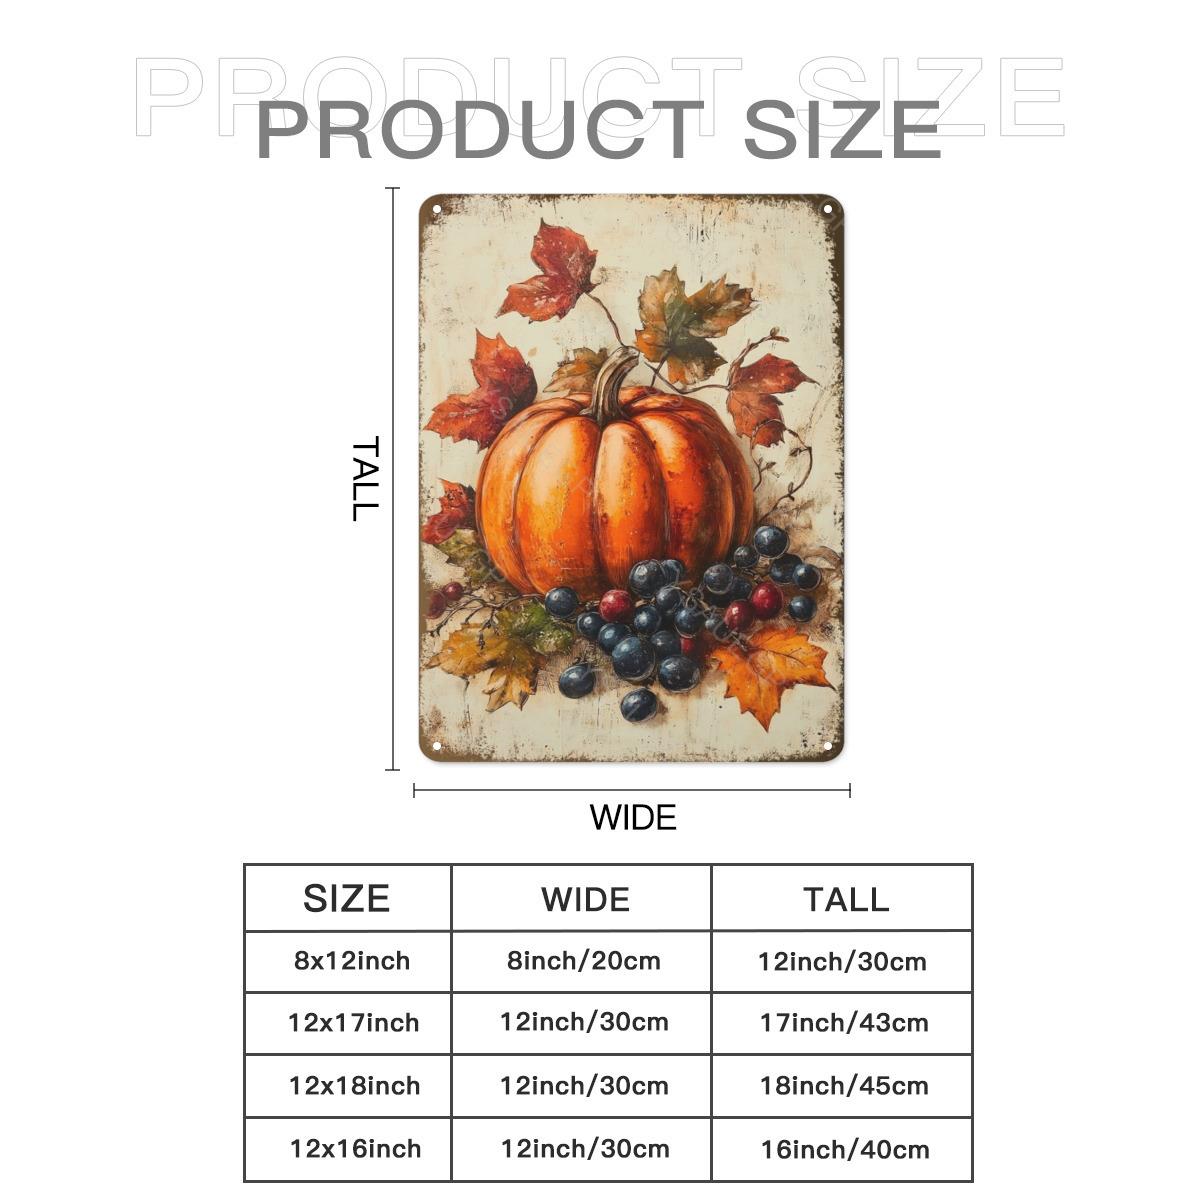 PRODUCT SIZE
PRODUCT SIZE
TALL
WIDE
SIZE WIDE TALL
8x12inch 8inch/20cm 12inch/30cm
12x17inch 12inch/30cm 17inch/43cm
12x18inch 12inch/30cm 18inch/45cm
12x16inch 12inch/30cm 16inch/40cm